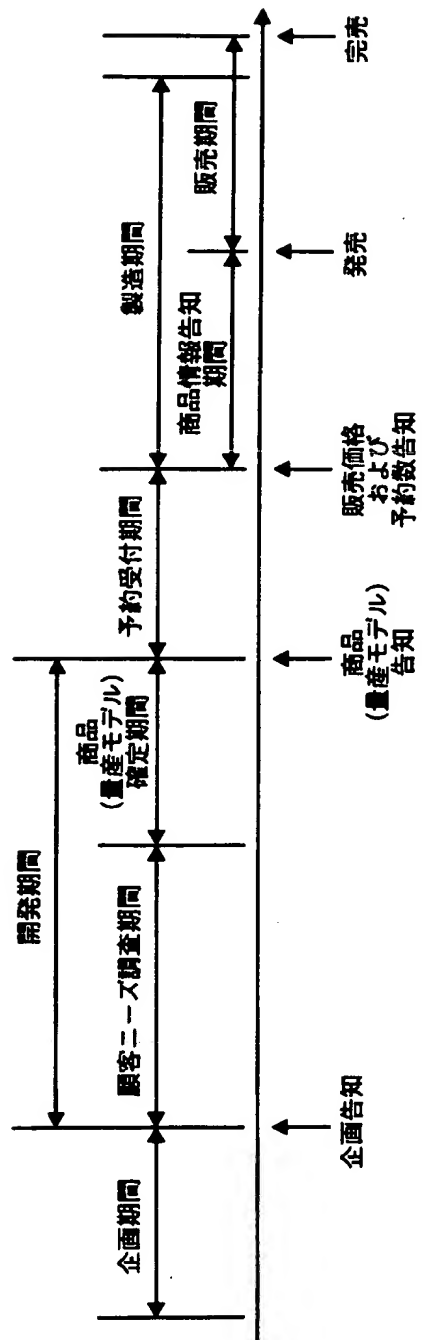 開発期間
企画期間
顧客ニーズ調査期間
商品
(量産モデル)
確定期間
予約受付期間
製造期間
商品情報告知
期間
販売期間
企画告知
商品
(量産モデル)
告知
販売価格
および
予約数告知
発売
完売